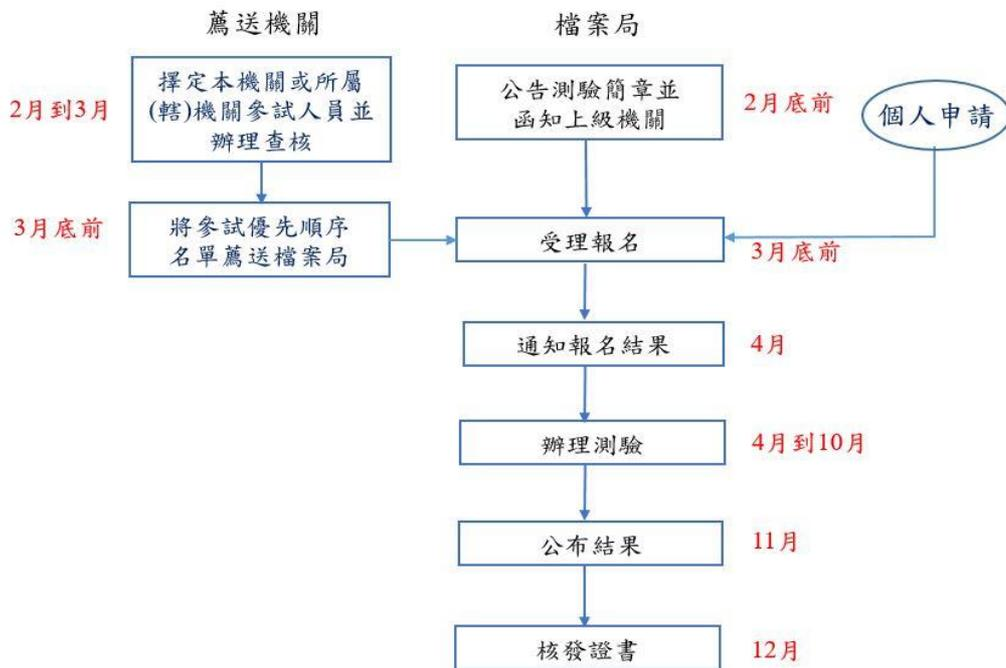 薦送機關
檔案局
2月到3月
擇定本機關或所屬
(轄)機關參試人員並
辦理查核
公告測驗簡章並
函知上級機關
2月底前
個人申請
3月底前
將參試優先順序
名單薦送檔案局
受理報名
3月底前
通知報名結果
4月
辦理測驗
4月到10月
公布結果
11月
核發證書
12月